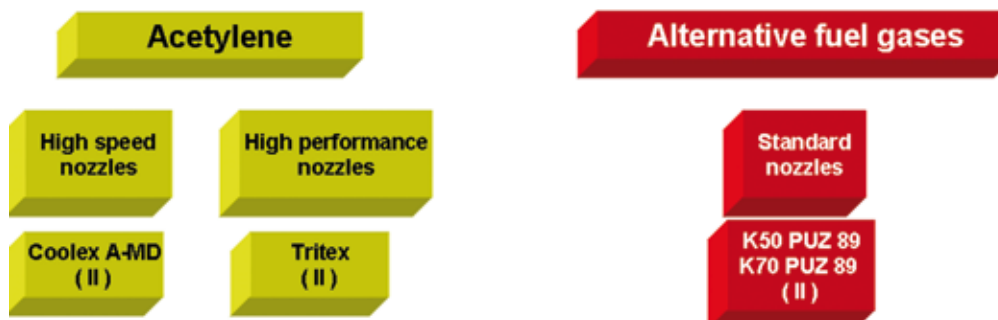 Acetylene
Alternative fuel gases
High speed
nozzles
High performance
nozzles
Standard
nozzles
Coolex A-MD
( II )
Tritex
( II )
K50 PUZ 89
K70 PUZ 89
( II )